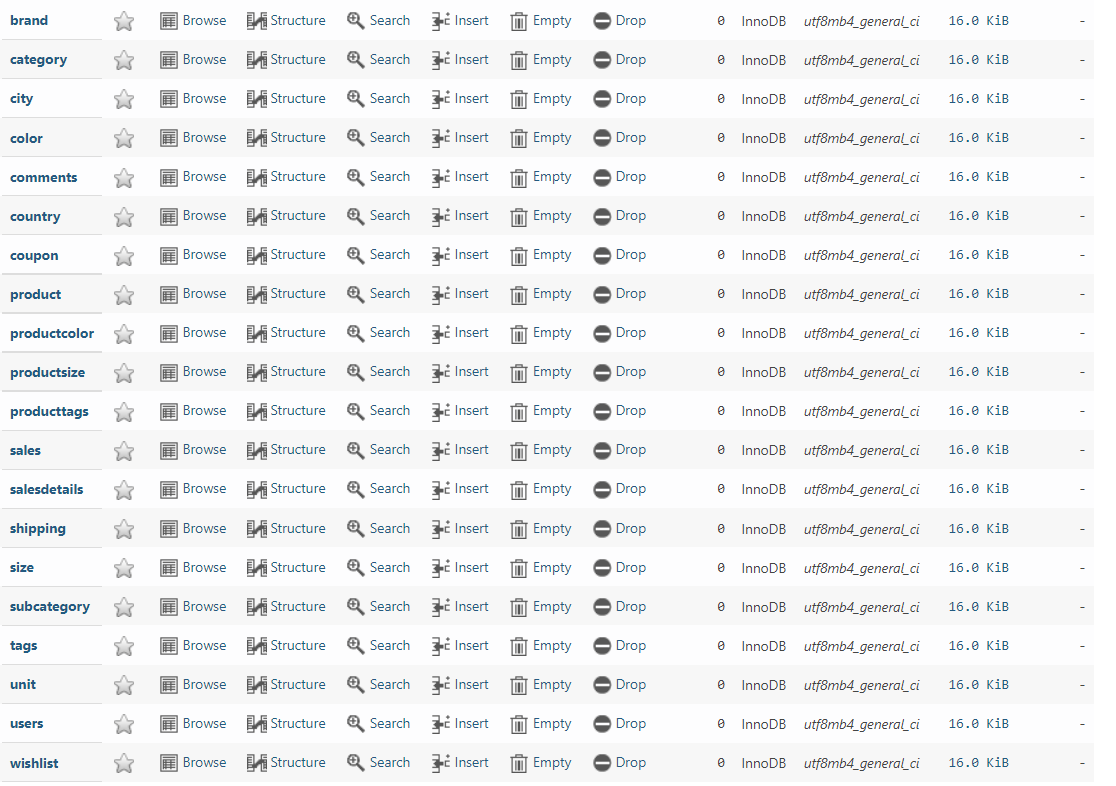 brand Browse Structure Search Insert Empty Drop 0 InnoDB utf8mb4_general_ci 16.0 KiB -
category Browse Structure Search Insert Empty Drop 0 InnoDB utf8mb4_general_ci 16.0 KiB -
city Browse Structure Search Insert Empty Drop 0 InnoDB utf8mb4_general_ci 16.0 KiB -
color Browse Structure Search Insert Empty Drop 0 InnoDB utf8mb4_general_ci 16.0 KiB -
comments Browse Structure Search Insert Empty Drop 0 InnoDB utf8mb4_general_ci 16.0 KiB -
country Browse Structure Search Insert Empty Drop 0 InnoDB utf8mb4_general_ci 16.0 KiB -
coupon Browse Structure Search Insert Empty Drop 0 InnoDB utf8mb4_general_ci 16.0 KiB -
product Browse Structure Search Insert Empty Drop 0 InnoDB utf8mb4_general_ci 16.0 KiB -
productcolor Browse Structure Search Insert Empty Drop 0 InnoDB utf8mb4_general_ci 16.0 KiB -
productsize Browse Structure Search Insert Empty Drop 0 InnoDB utf8mb4_general_ci 16.0 KiB -
producttags Browse Structure Search Insert Empty Drop 0 InnoDB utf8mb4_general_ci 16.0 KiB -
sales Browse Structure Search Insert Empty Drop 0 InnoDB utf8mb4_general_ci 16.0 KiB -
salesdetails Browse Structure Search Insert Empty Drop 0 InnoDB utf8mb4_general_ci 16.0 KiB -
shipping Browse Structure Search Insert Empty Drop 0 InnoDB utf8mb4_general_ci 16.0 KiB -
size Browse Structure Search Insert Empty Drop 0 InnoDB utf8mb4_general_ci 16.0 KiB -
subcategory Browse Structure Search Insert Empty Drop 0 InnoDB utf8mb4_general_ci 16.0 KiB -
tags Browse Structure Search Insert Empty Drop 0 InnoDB utf8mb4_general_ci 16.0 KiB -
unit Browse Structure Search Insert Empty Drop 0 InnoDB utf8mb4_general_ci 16.0 KiB -
users Browse Structure Search Insert Empty Drop 0 InnoDB utf8mb4_general_ci 16.0 KiB -
wishlist Browse Structure Search Insert Empty Drop 0 InnoDB utf8mb4_general_ci 16.0 KiB -